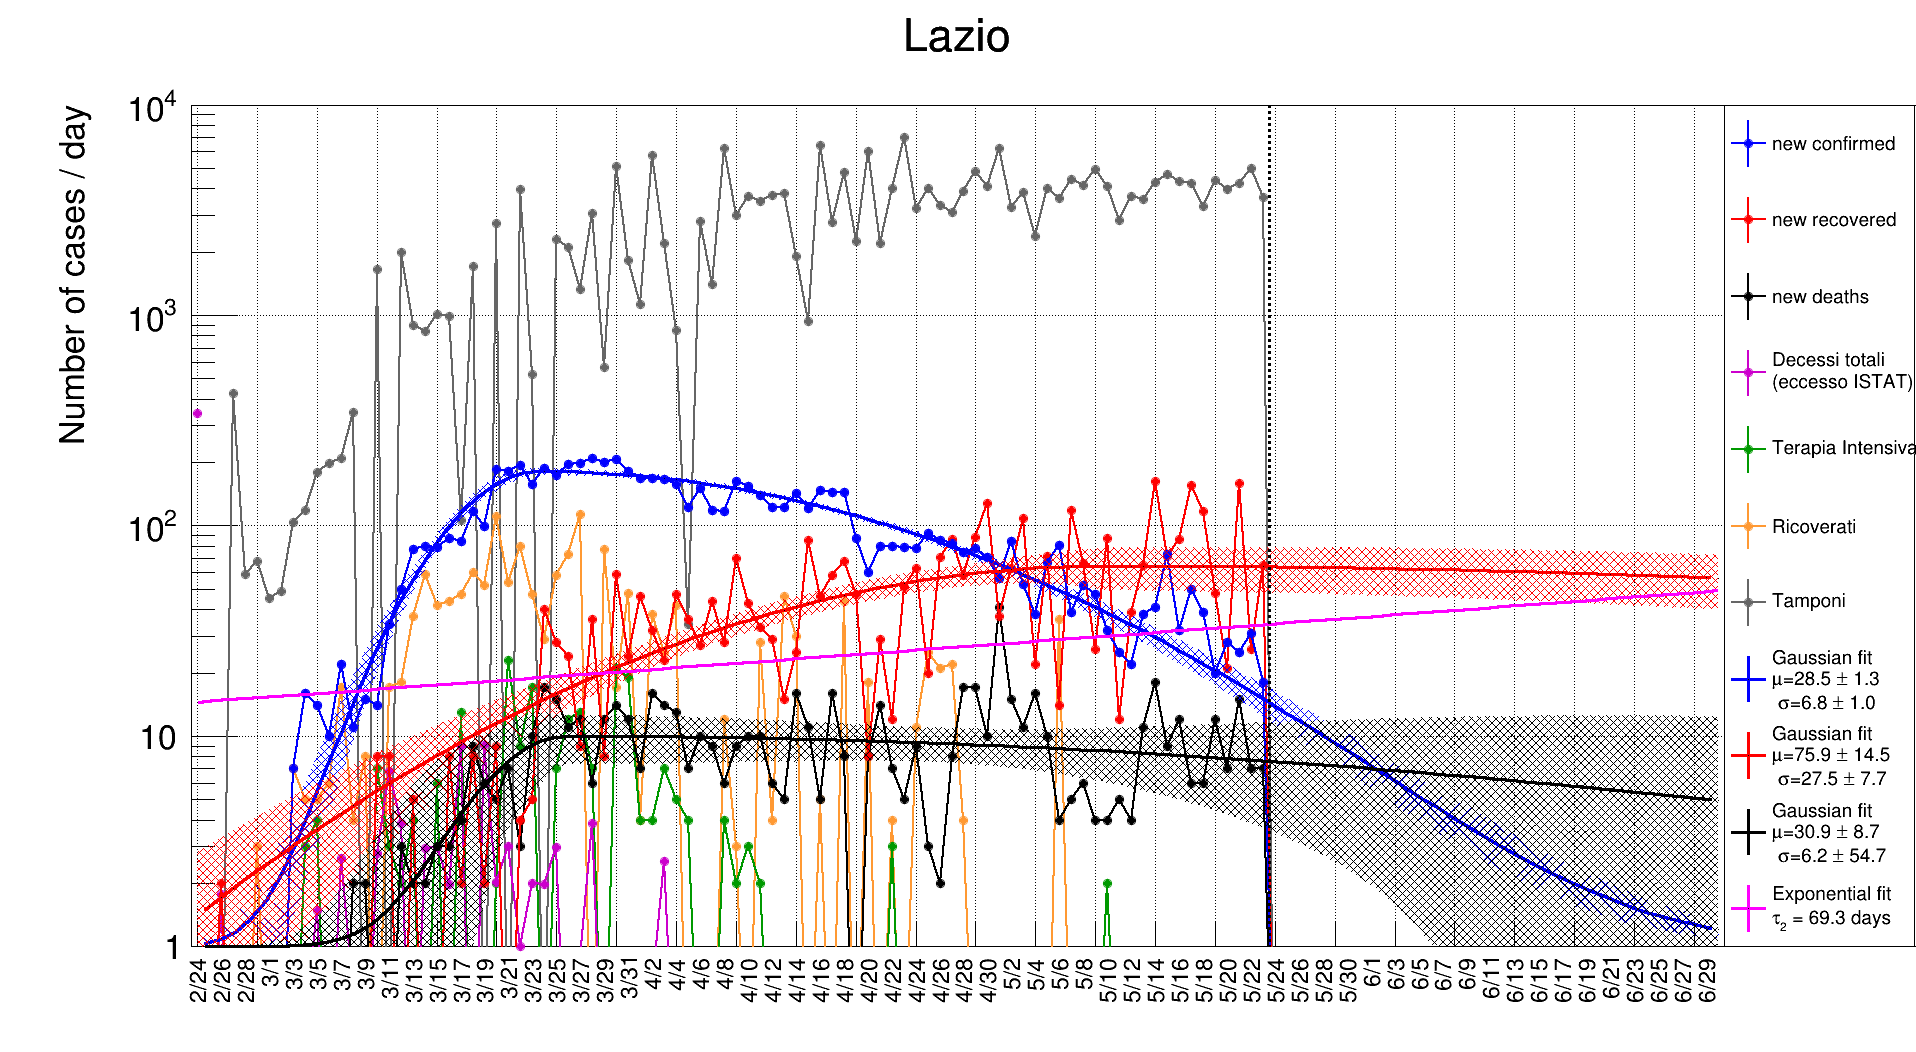 Lazio
Number of cases / day
10⁴
10³
10²
10
1
2/24 2/26 2/28 3/1 3/3 3/5 3/7 3/9 3/11 3/13 3/15 3/17 3/19 3/21 3/23 3/25 3/27 3/29 3/31 4/2 4/4 4/6 4/8 4/10 4/12 4/14 4/16 4/18 4/20 4/22 4/24 4/26 4/28 4/30 5/2 5/4 5/6 5/8 5/10 5/12 5/14 5/16 5/18 5/20 5/22 5/24 5/26 5/28 5/30 6/1 6/3 6/5 6/7 6/9 6/11 6/13 6/15 6/17 6/19 6/21 6/23 6/25 6/27 6/29
new confirmed
new recovered
new deaths
Decessi totali
(eccesso ISTAT)
Terapia Intensiva
Ricoverati
Tamponi
Gaussian fit
μ=28.5 ± 1.3
σ=6.8 ± 1.0
Gaussian fit
μ=75.9 ± 14.5
σ=27.5 ± 7.7
Gaussian fit
μ=30.9 ± 8.7
σ=6.2 ± 54.7
Exponential fit
τ₂ = 69.3 days